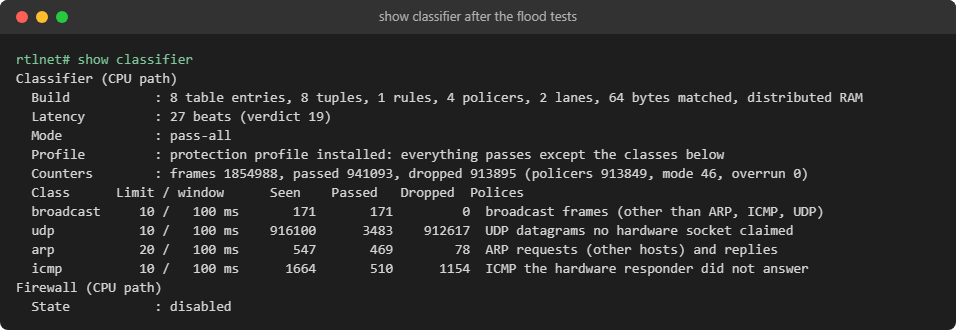 show classifier after the flood tests
rtlnet# show classifier
Classifier (CPU path)
  Build           : 8 table entries, 8 tuples, 1 rules, 4 policers, 2 lanes, 64 bytes matched, distributed RAM
  Latency         : 27 beats (verdict 19)
  Mode            : pass-all
  Profile         : protection profile installed: everything passes except the classes below
  Counters        : frames 1854988, passed 941093, dropped 913895 (policers 913849, mode 46, overrun 0)
  Class      Limit / window      Seen    Passed   Dropped  Polices
  broadcast     10 /   100 ms       171       171         0  broadcast frames (other than ARP, ICMP, UDP)
  udp           10 /   100 ms    916100      3483    912617  UDP datagrams no hardware socket claimed
  arp           20 /   100 ms       547       469        78  ARP requests (other hosts) and replies
  icmp          10 /   100 ms      1664       510      1154  ICMP the hardware responder did not answer
Firewall (CPU path)
  State           : disabled